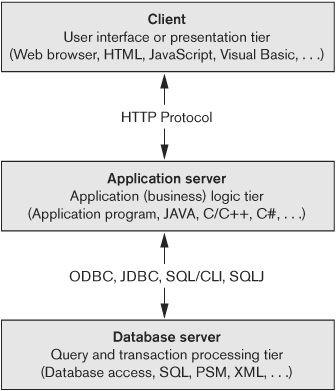 Client
User interface or presentation tier
(Web browser, HTML, JavaScript, Visual Basic, . . .)
HTTP Protocol
Application server
Application (business) logic tier
(Application program, JAVA, C/C++, C#, . . .)
ODBC, JDBC, SQL/CLI, SQLJ
Database server
Query and transaction processing tier
(Database access, SQL, PSM, XML, . . .)